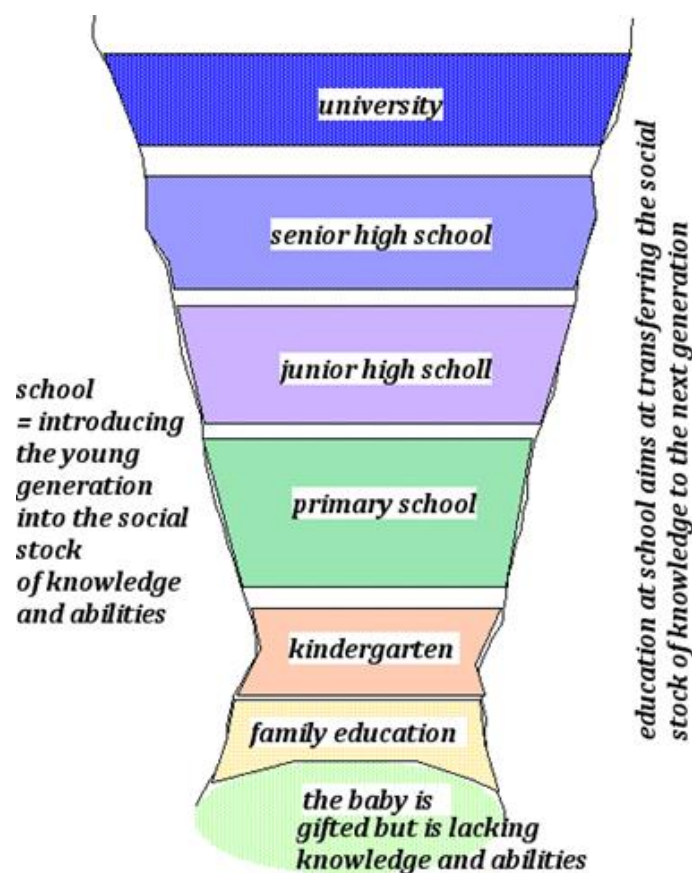 university
senior high school
junior high scholl
school
= introducing
the young
generation
into the social
stock
of knowledge
and abilities
primary school
kindergarten
family education
the baby is
gifted but is lacking
knowledge and abilities
education at school aims at transferring the social
stock of knowledge to the next generation